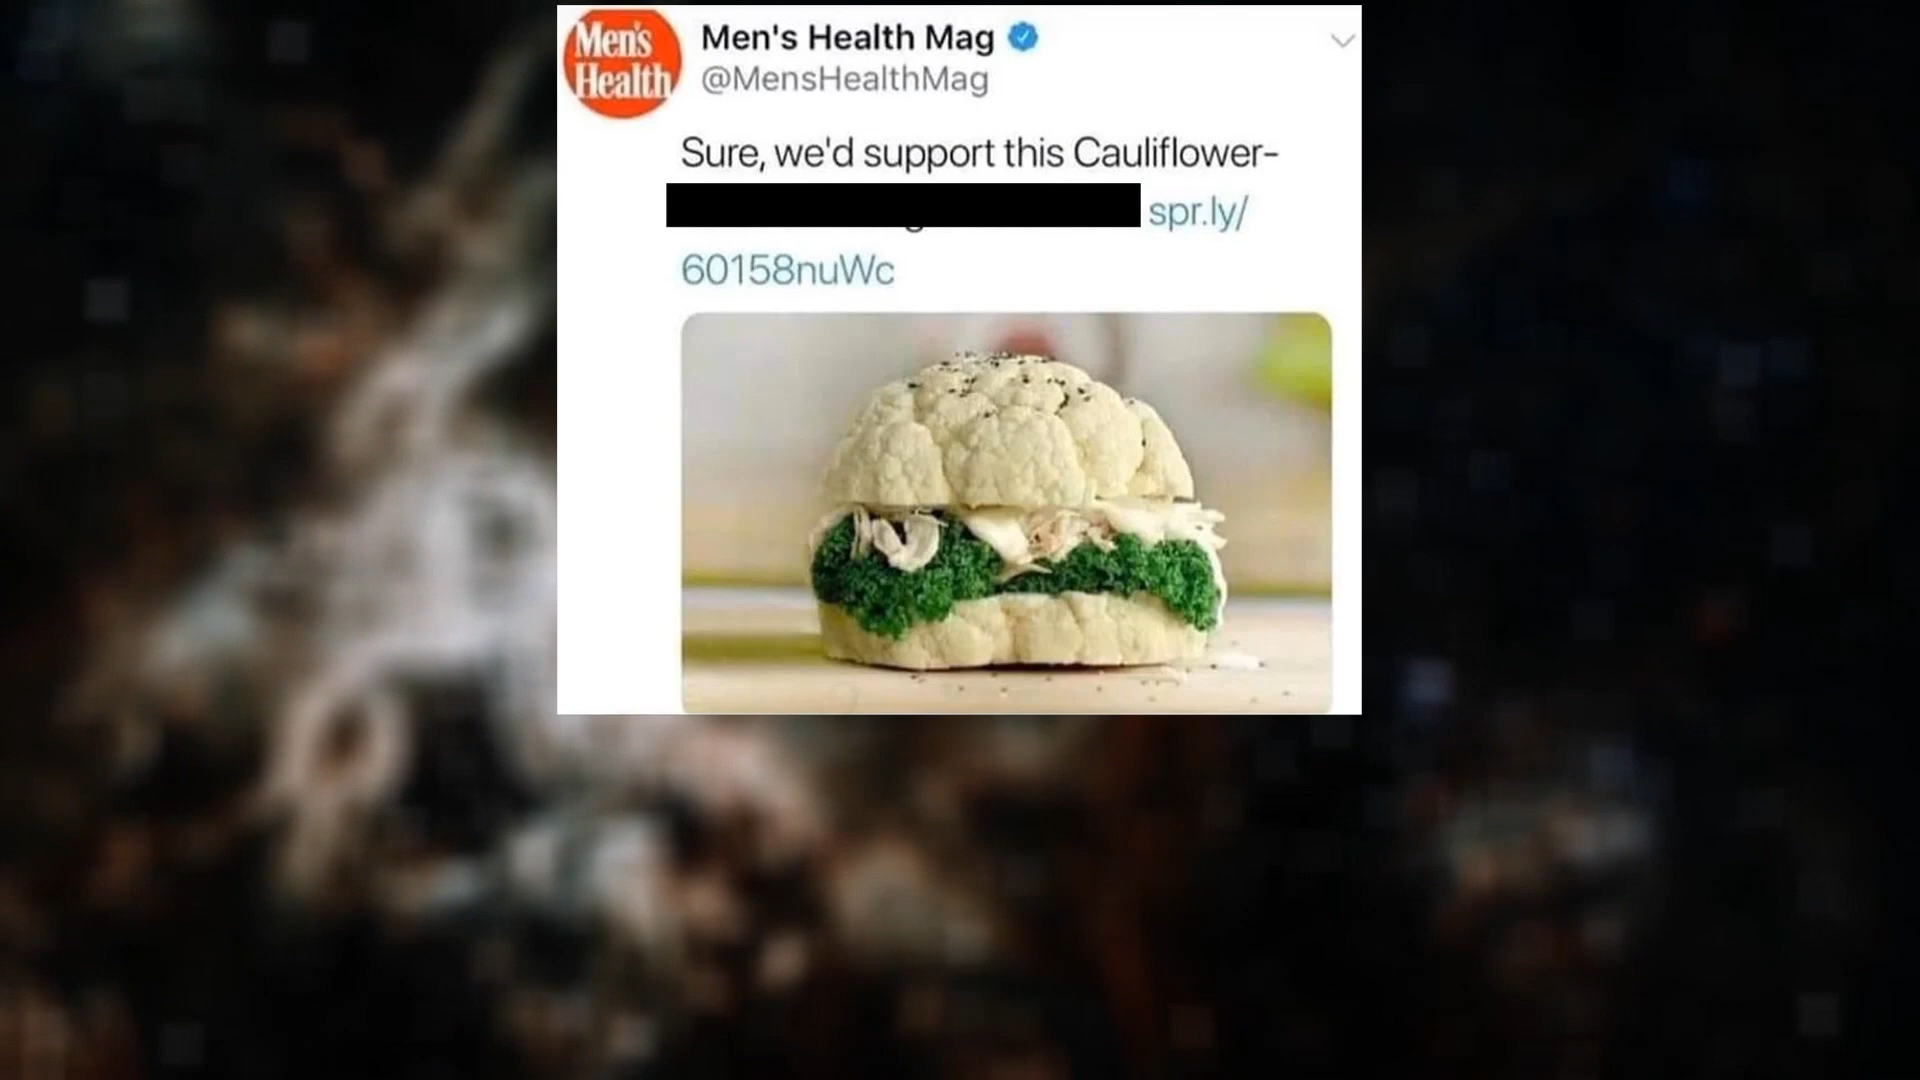 Men's
Health
Men's Health Mag
@MensHealthMag
Sure, we'd support this Cauliflower-
spr.ly/
60158nuWc